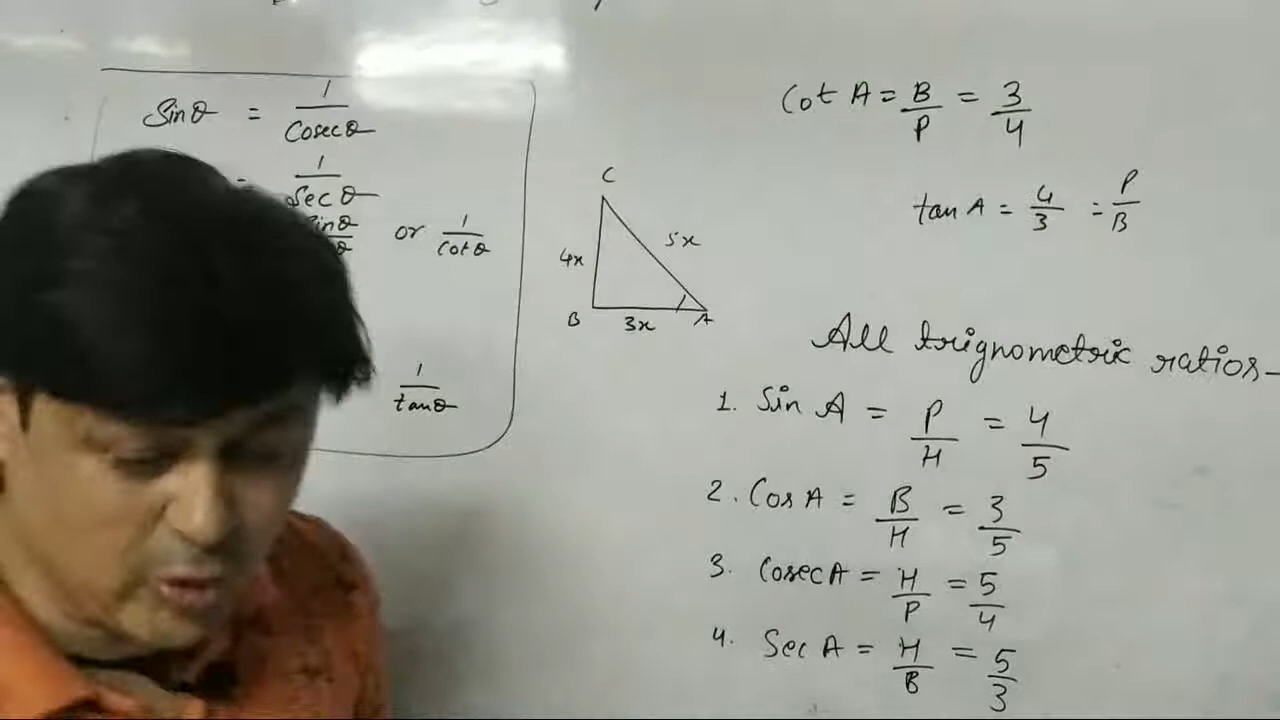 Sinθ = 1/Cosecθ
= 1/Secθ
or 1/Cotθ
1/tanθ
C
4x
5x
B
3x
A
Cot A = B/P = 3/4
tan A = 4/3 = P/B
All trignometric ratios-
1. Sin A = P/H = 4/5
2. Cos A = B/H = 3/5
3. Cosec A = H/P = 5/4
4. Sec A = H/B = 5/3